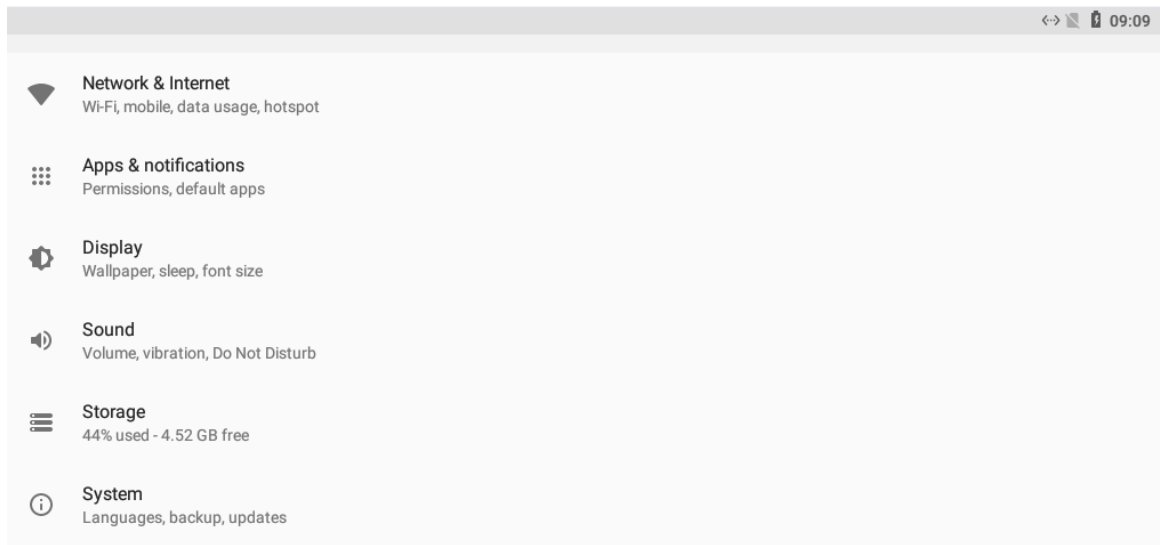 09:09
Network & Internet
Wi-Fi, mobile, data usage, hotspot
Apps & notifications
Permissions, default apps
Display
Wallpaper, sleep, font size
Sound
Volume, vibration, Do Not Disturb
Storage
44% used - 4.52 GB free
System
Languages, backup, updates